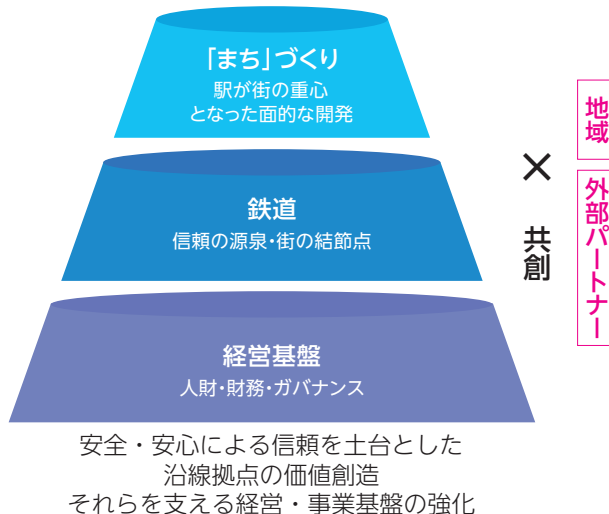 「まち」づくり
駅が街の重心
となった面的な開発
鉄道
信頼の源泉・街の結節点
経営基盤
人財・財務・ガバナンス
×
共創
地域
外部パートナー
安全・安心による信頼を土台とした
沿線拠点の価値創造
それらを支える経営・事業基盤の強化